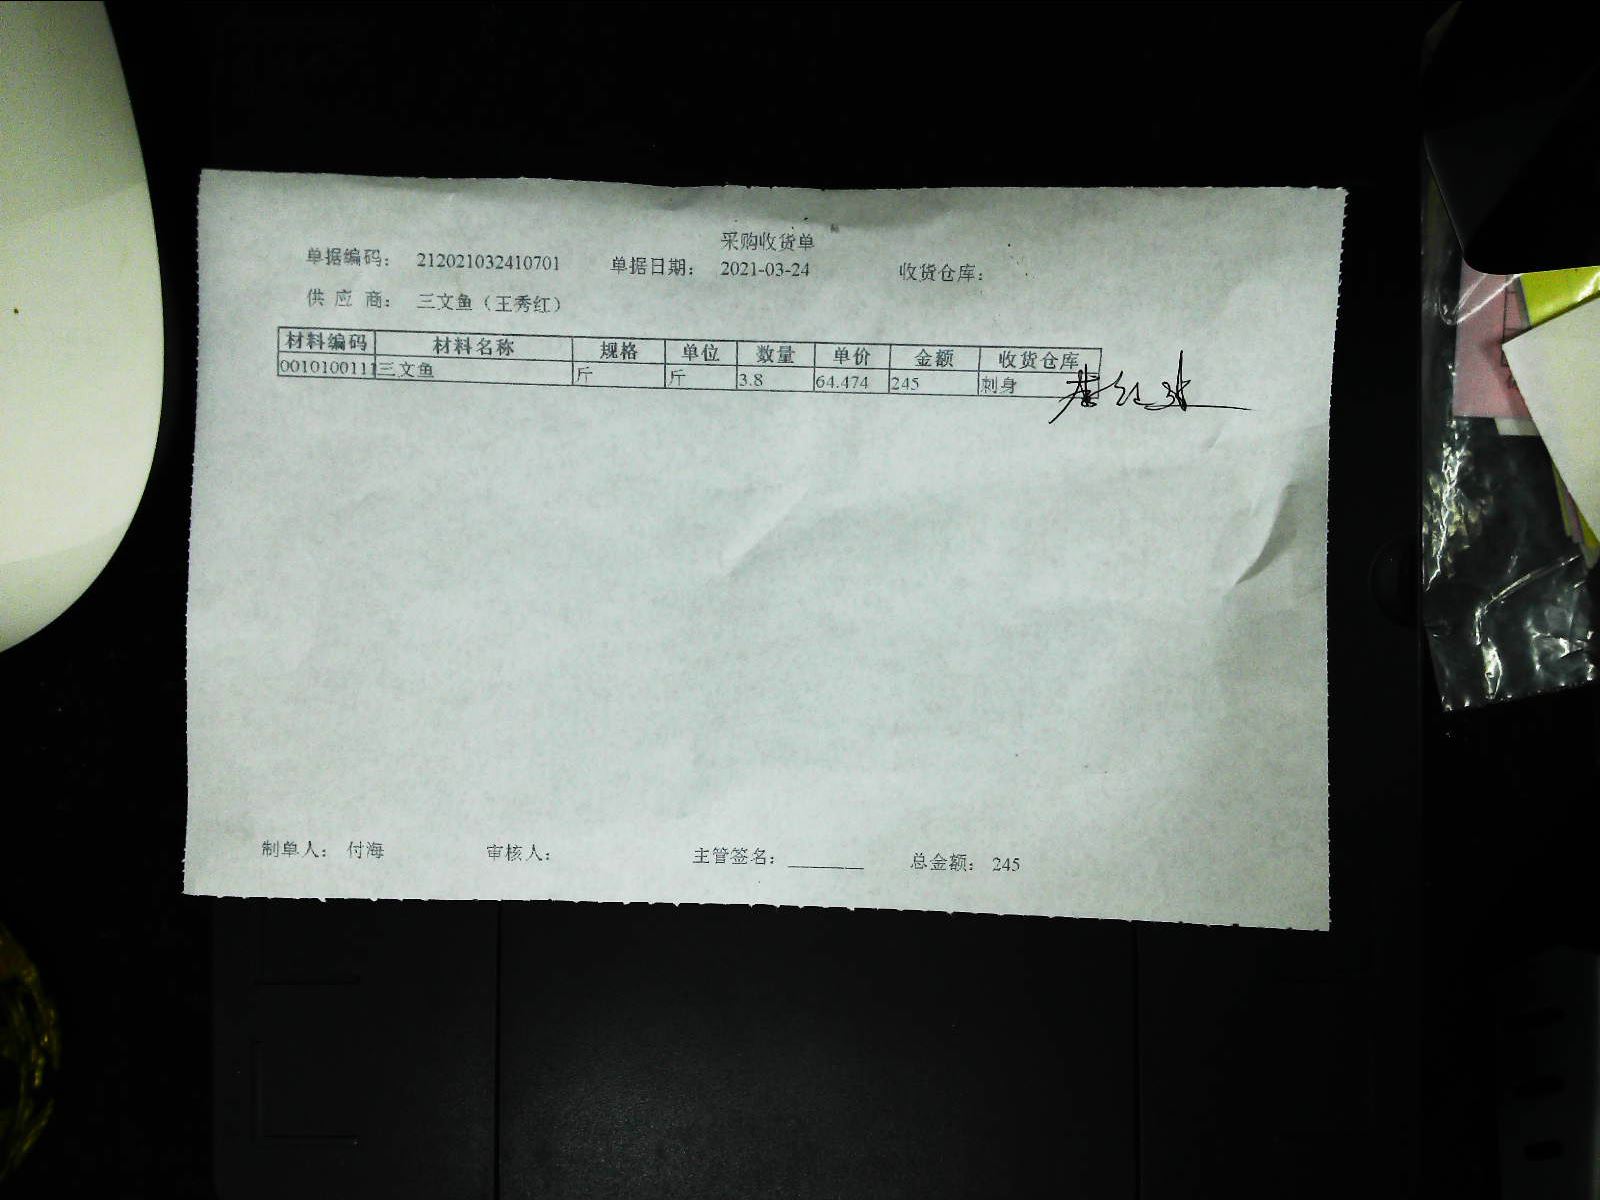 采购收货单
单据编码： 212021032410701 单据日期： 2021-03-24 收货仓库：
供 应 商： 三文鱼（王秀红）
材料编码 材料名称 规格 单位 数量 单价 金额 收货仓库
0010100111 三文鱼 斤 斤 3.8 64.474 245 刺身
制单人： 付海 审核人： 主管签名：________ 总金额： 245